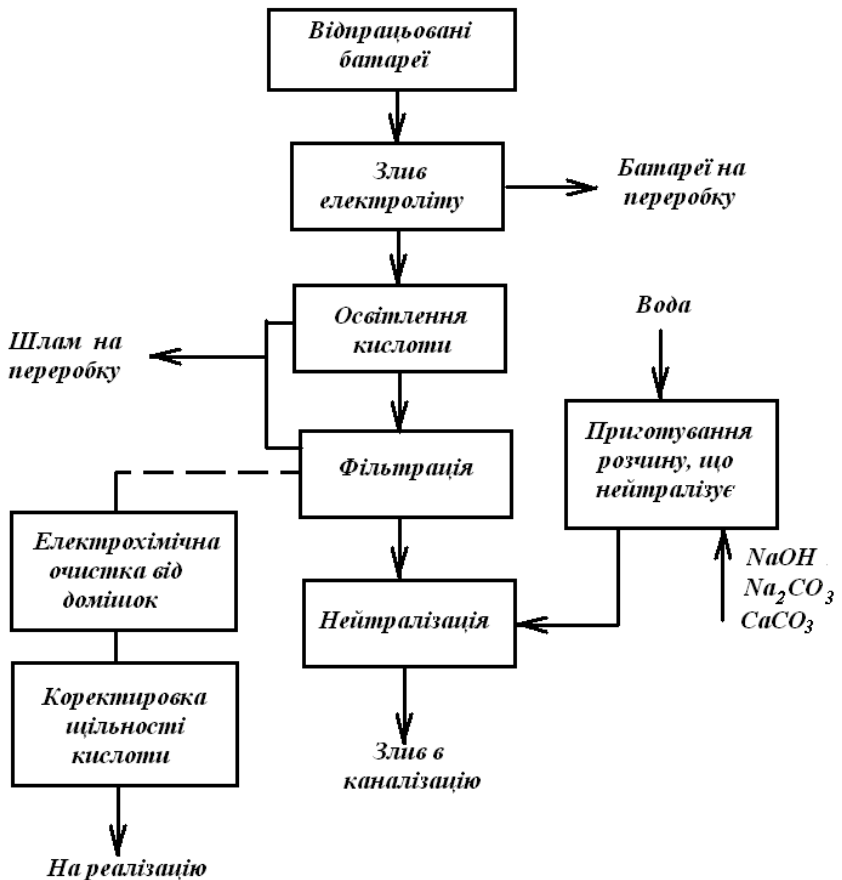 Відпрацьовані
батареї
Злив
електроліту
Батареї на
переробку
Освітлення
кислоти
Вода
Шлам на
переробку
Приготування
розчину, що
нейтралізує
Фільтрація
Електрохімічна
очистка від
домішок
NaOH
Na₂CO₃
CaCO₃
Нейтралізація
Коректировка
щільності
кислоти
Злив в
каналізацію
На реалізацію